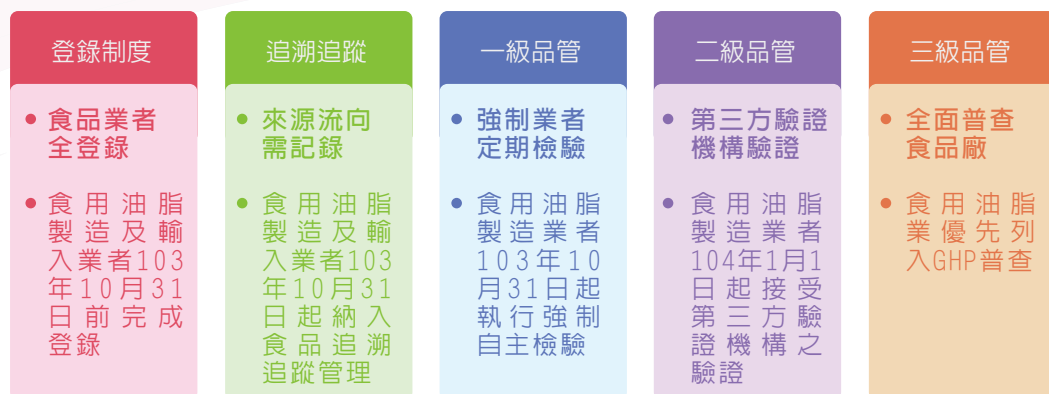 登錄制度
• 食品業者
全登錄
• 食用油脂
製造及輸
入業者103
年10月31
日前完成
登錄
追溯追蹤
• 來源流向
需記錄
• 食用油脂
製造及輸
入業者103
年10月31
日起納入
食品追溯
追蹤管理
一級品管
• 強制業者
定期檢驗
• 食用油脂
製造業者
103年10
月31日起
執行強制
自主檢驗
二級品管
• 第三方驗證
機構驗證
• 食用油脂
製造業者
104年1月1
日起接受
第三方驗
證機構之
驗證
三級品管
• 全面普查
食品廠
• 食用油脂
業優先列
入GHP普查